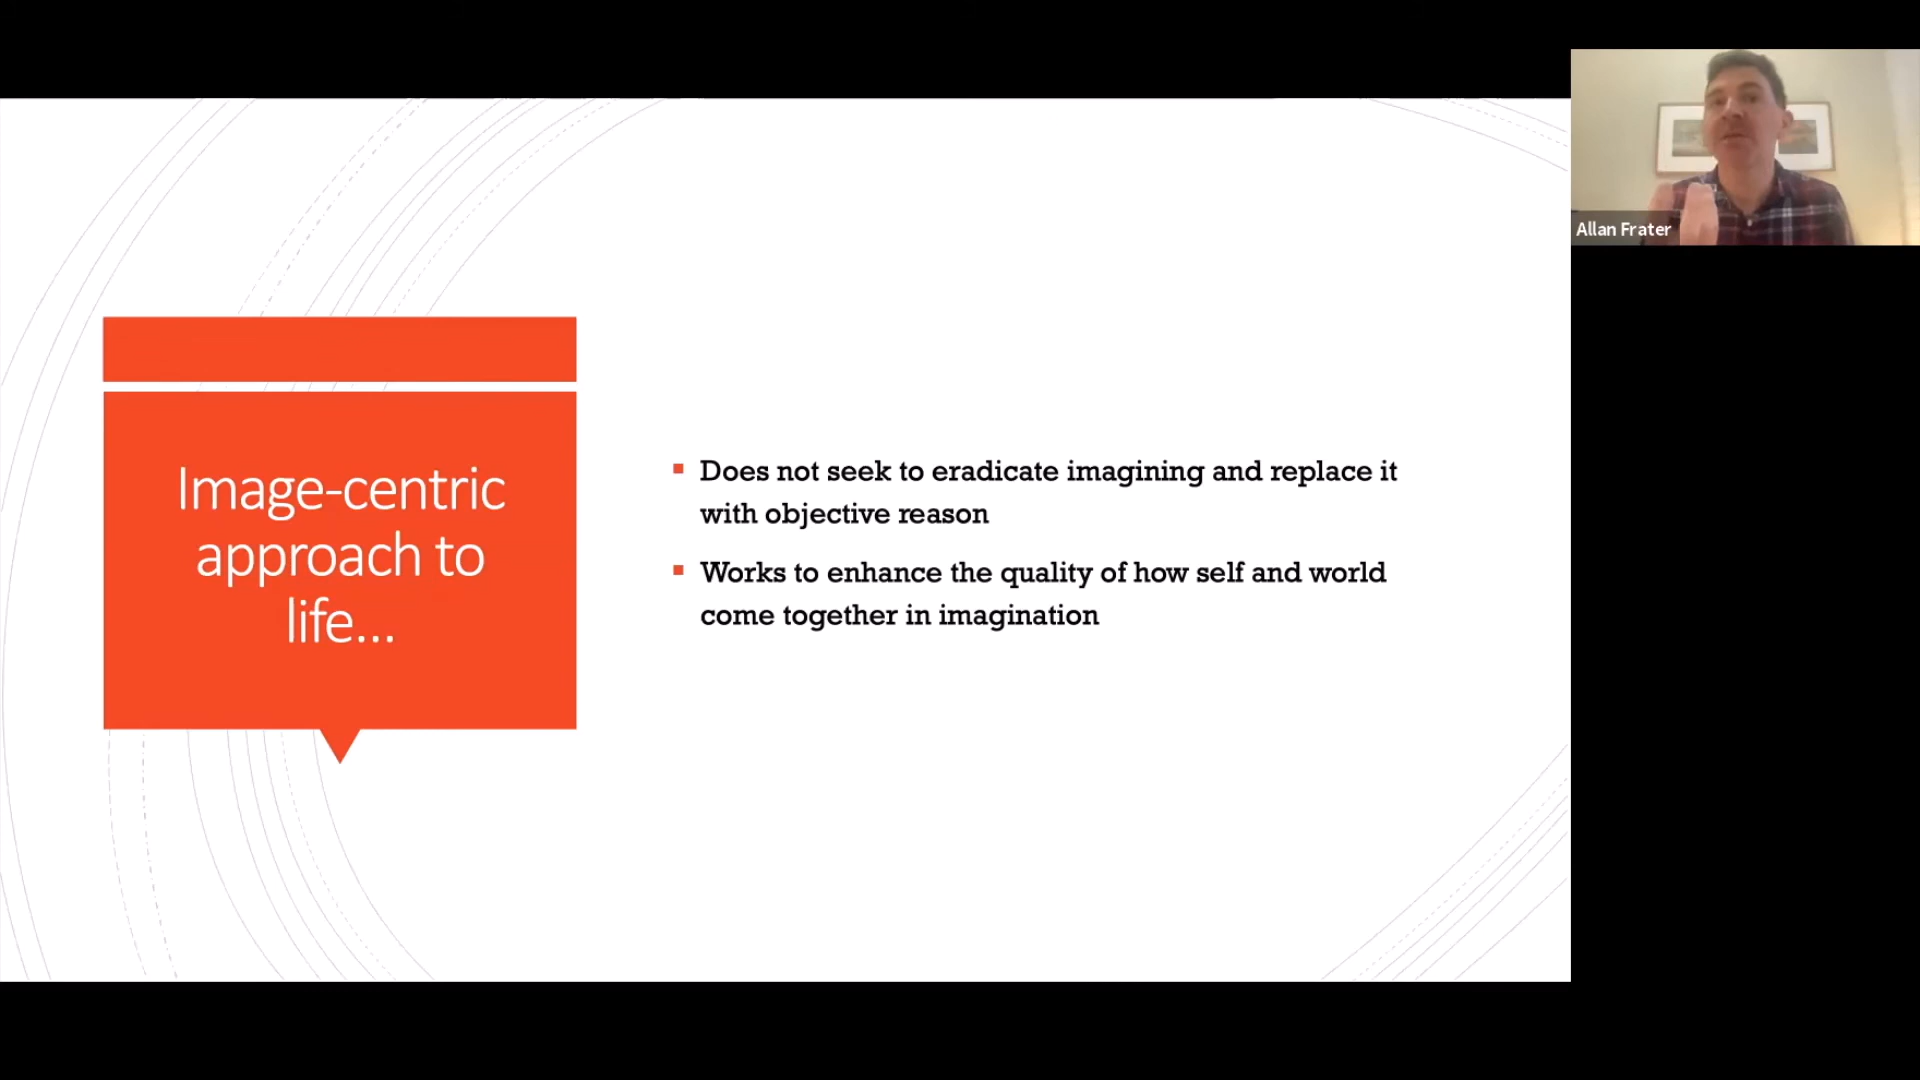 Allan Frater
Image-centric
approach to
life...
Does not seek to eradicate imagining and replace it
with objective reason
Works to enhance the quality of how self and world
come together in imagination